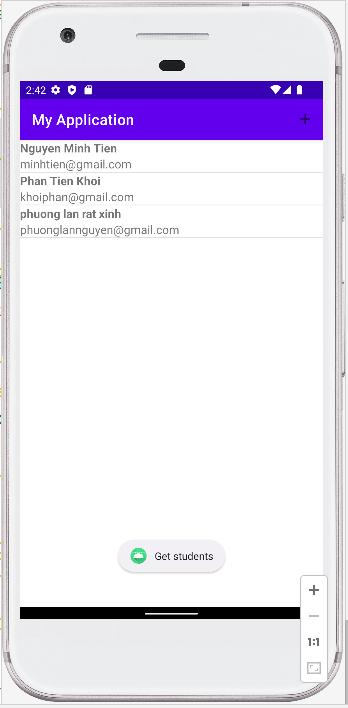 2:42
My Application +
Nguyen Minh Tien
minhtien@gmail.com
Phan Tien Khoi
khoiphan@gmail.com
phuong lan rat xinh
phuonglannguyen@gmail.com
Get students
+
−
1:1